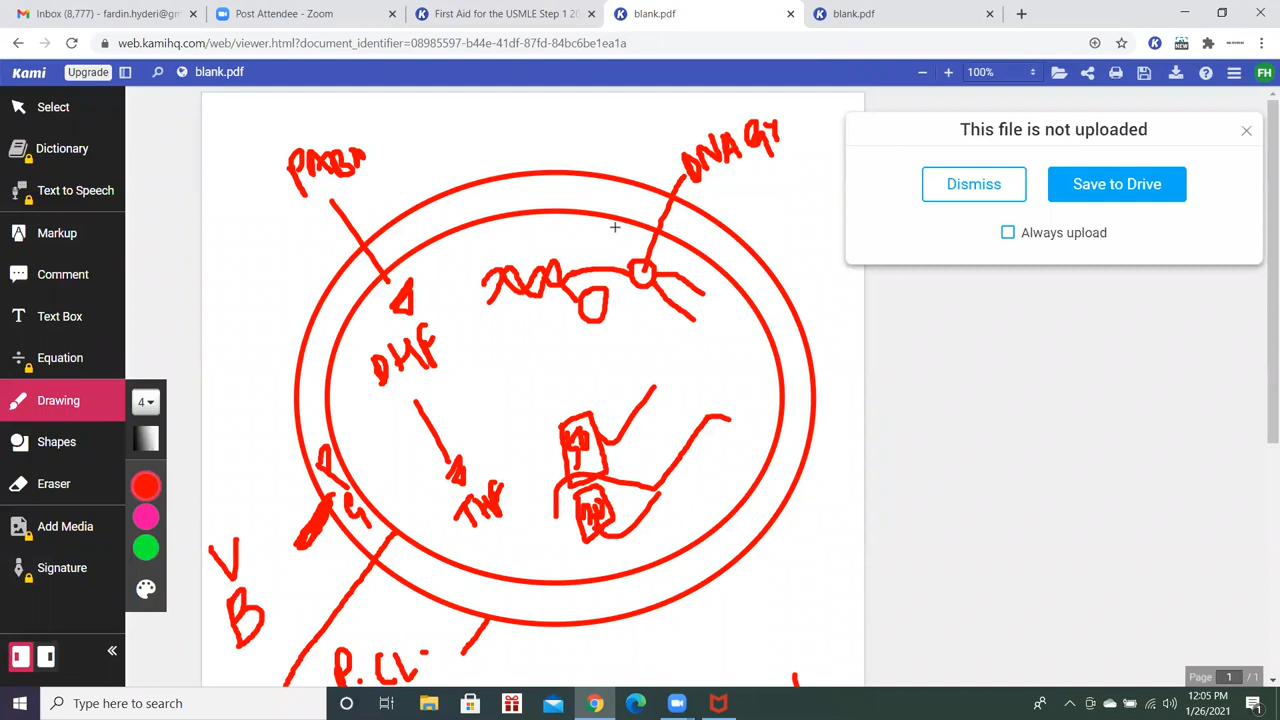 Inbox (8,777) - fardin.hyderi@gm
Post Attendee - Zoom
First Aid for the USMLE Step 1 20
blank.pdf
blank.pdf
web.kamihq.com/web/viewer.html?document_identifier=08985597-b44e-41df-87fd-84bc6be1ea1a
Kami
Upgrade
blank.pdf
100%
FH
Select
Dictionary
Text to Speech
Markup
Comment
Text Box
Equation
Drawing
Shapes
Eraser
Add Media
Signature
4
This file is not uploaded
Dismiss
Save to Drive
Always upload
PABA
DNA GY
DHF
THF
50
30
V
B
P. CL
Page 1 / 1
Type here to search
12:05 PM
1/26/2021